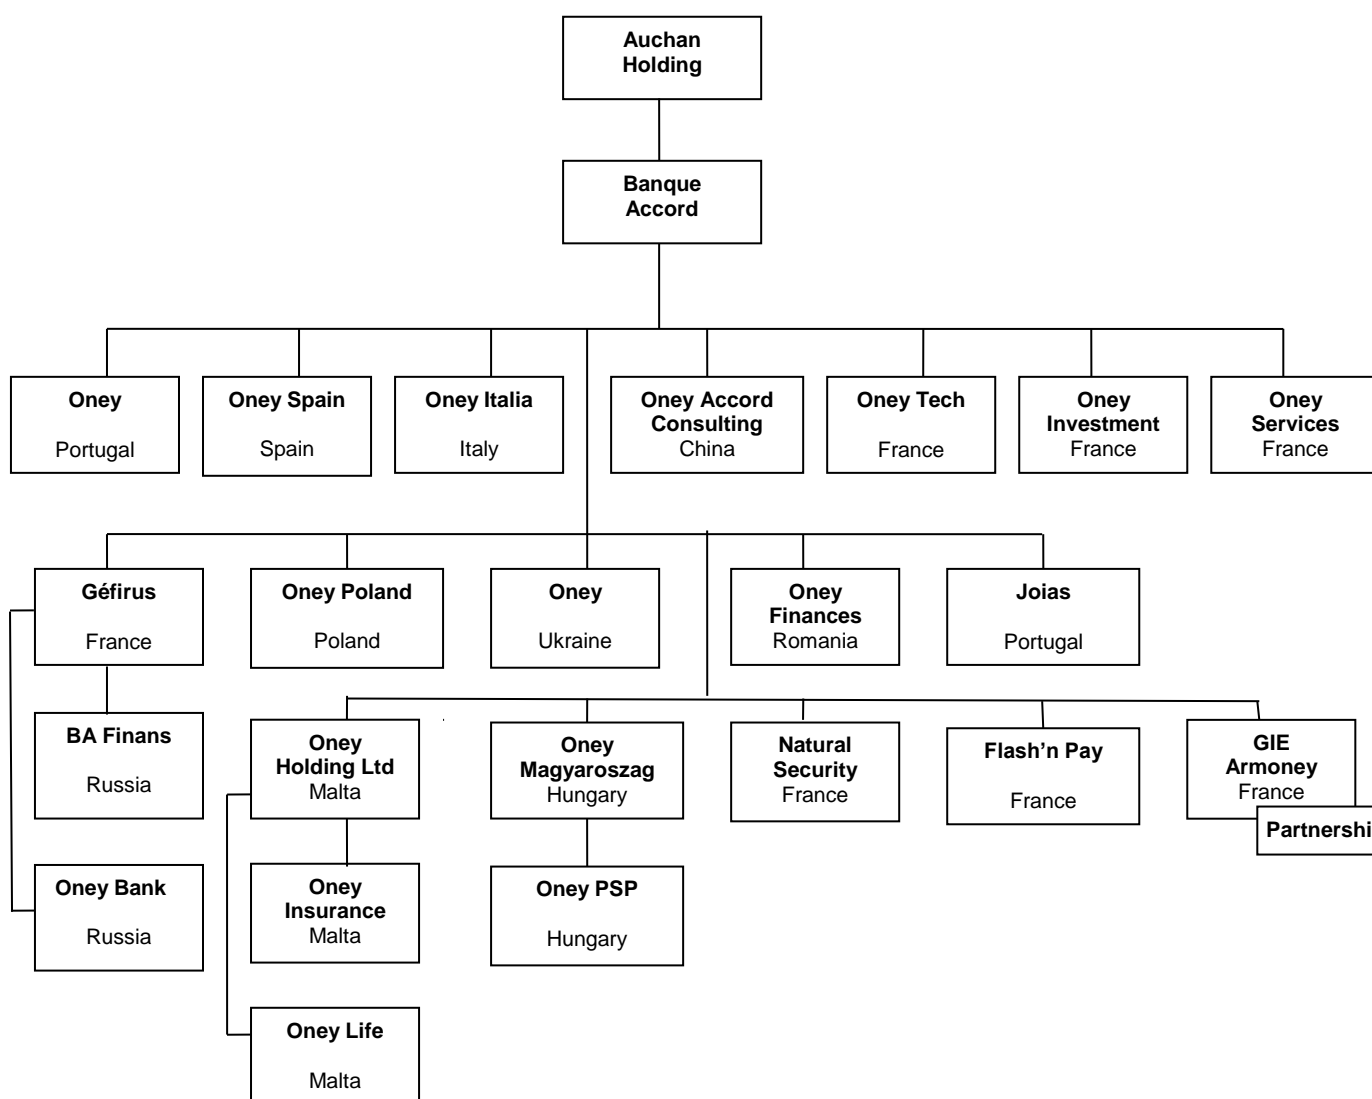 Auchan
Holding
Banque
Accord
Oney
Portugal
Oney Spain
Spain
Oney Italia
Italy
Oney Accord
Consulting
China
Oney Tech
France
Oney
Investment
France
Oney
Services
France
Géfirus
France
Oney Poland
Poland
Oney
Ukraine
Oney
Finances
Romania
Joias
Portugal
BA Finans
Russia
Oney
Holding Ltd
Malta
Oney
Magyaroszag
Hungary
Natural
Security
France
Flash’n Pay
France
GIE
Armoney
France
Partnershi
Oney Bank
Russia
Oney
Insurance
Malta
Oney PSP
Hungary
Oney Life
Malta